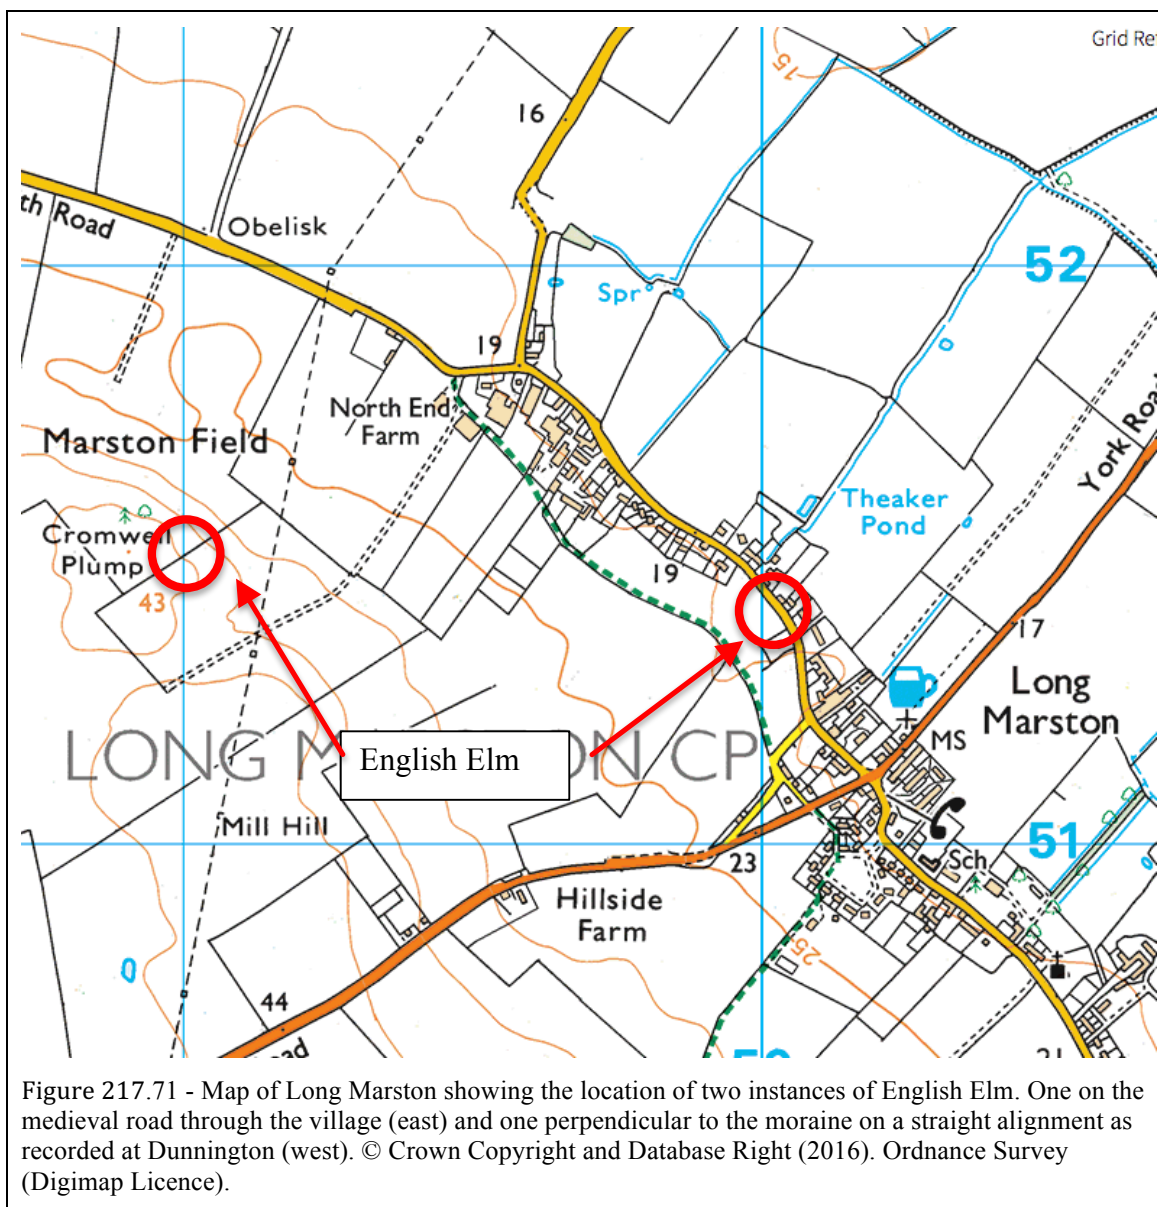 Grid Ref
15
16
th Road
Obelisk
52
Spr
19
North End
Farm
York Road
Marston Field
Theaker
Pond
Cromwell
Plump
43
19
17
Long
Marston
MS
LONG M ON CP
English Elm
Mill Hill
51
23
Sch
Hillside
Farm
25
44
ad
Figure 217.71 - Map of Long Marston showing the location of two instances of English Elm. One on the
medieval road through the village (east) and one perpendicular to the moraine on a straight alignment as
recorded at Dunnington (west). © Crown Copyright and Database Right (2016). Ordnance Survey
(Digimap Licence).